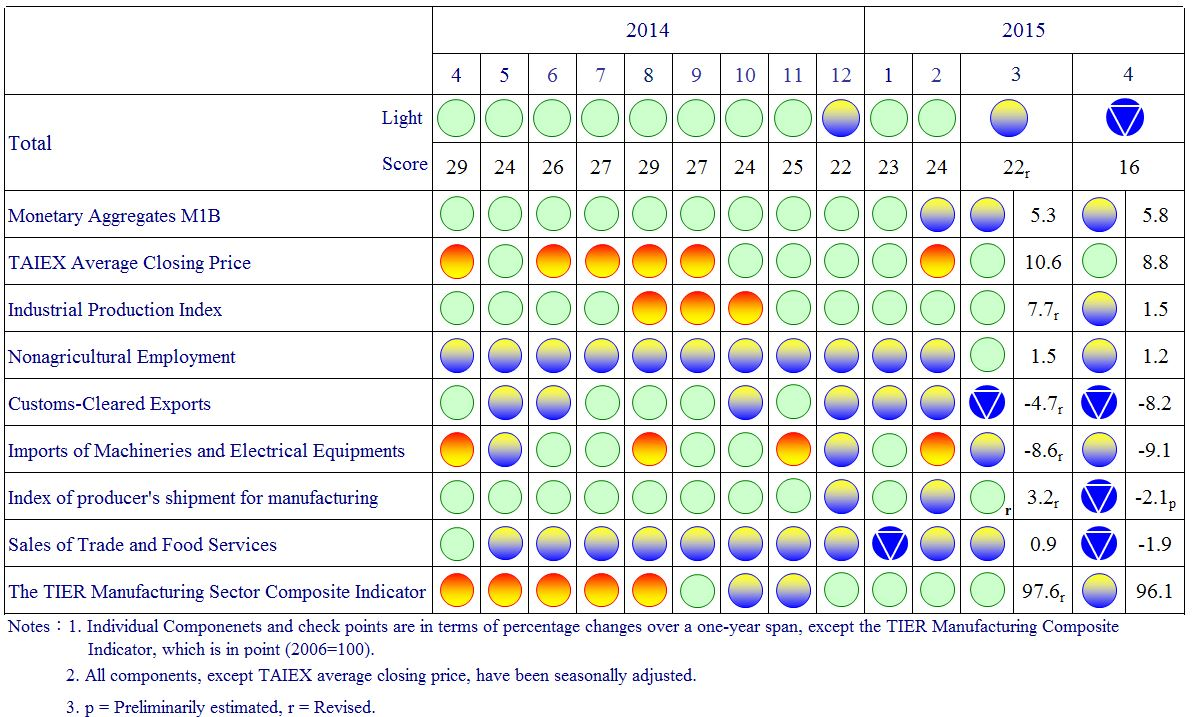 2014 2015
4 5 6 7 8 9 10 11 12 1 2 3 4
Total Light
Score 29 24 26 27 29 27 24 25 22 23 24 22r 16
Monetary Aggregates M1B 5.3 5.8
TAIEX Average Closing Price 10.6 8.8
Industrial Production Index 7.7r 1.5
Nonagricultural Employment 1.5 1.2
Customs-Cleared Exports -4.7r -8.2
Imports of Machineries and Electrical Equipments -8.6r -9.1
Index of producer's shipment for manufacturing r 3.2r -2.1p
Sales of Trade and Food Services 0.9 -1.9
The TIER Manufacturing Sector Composite Indicator 97.6r 96.1
Notes：1. Individual Componenets and check points are in terms of percentage changes over a one-year span, except the TIER Manufacturing Composite
Indicator, which is in point (2006=100).
2. All components, except TAIEX average closing price, have been seasonally adjusted.
3. p = Preliminarily estimated, r = Revised.